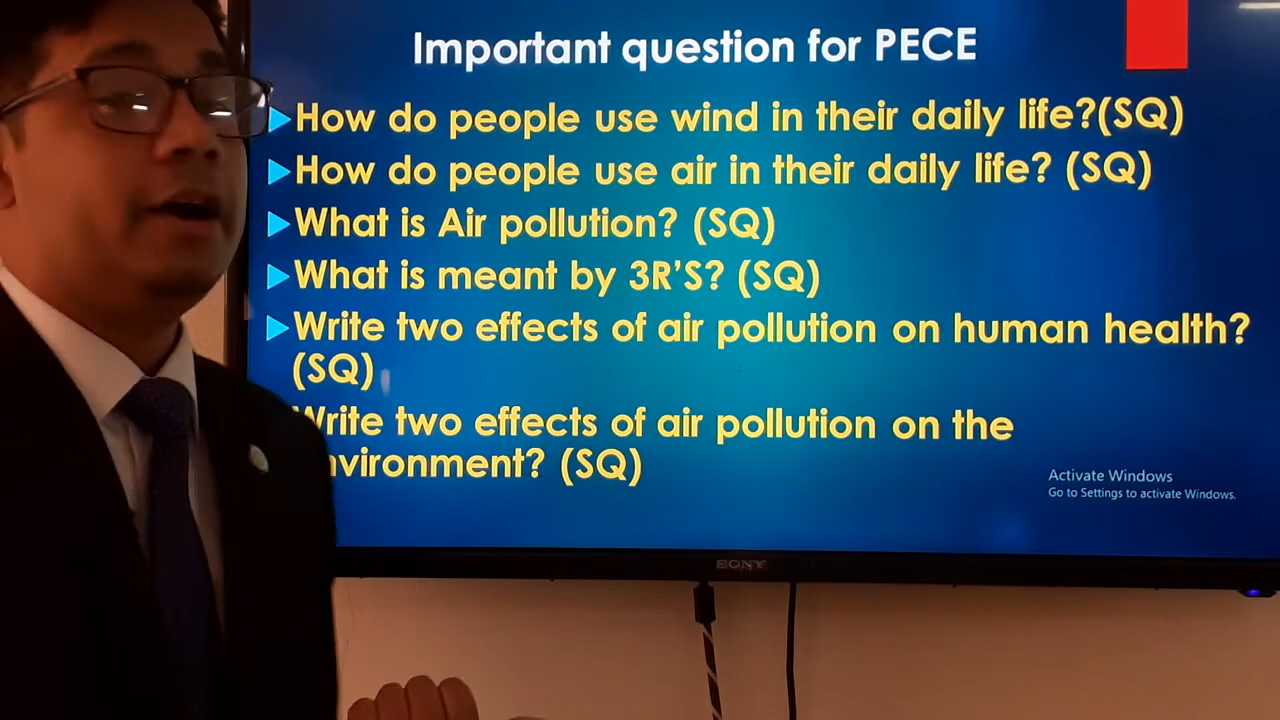 Important question for PECE
How do people use wind in their daily life?(SQ)
How do people use air in their daily life? (SQ)
What is Air pollution? (SQ)
What is meant by 3R'S? (SQ)
Write two effects of air pollution on human health?
(SQ)
Write two effects of air pollution on the
nvironment? (SQ)
Activate Windows
Go to Settings to activate Windows.
SONY